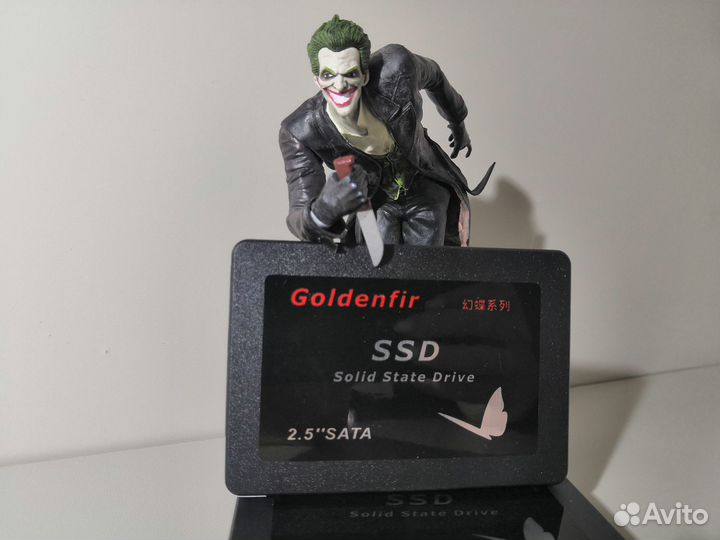 Goldenfir 幻蝶系列
SSD
Solid State Drive
2.5''SATA
SSD
Solid State Drive
Avito